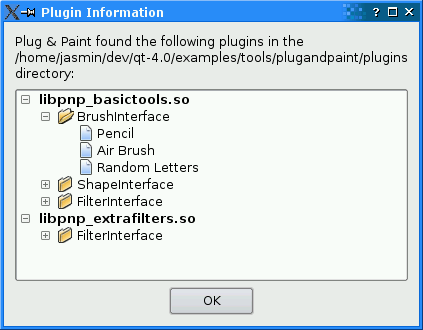 Plugin Information
Plug & Paint found the following plugins in the
/home/jasmin/dev/qt-4.0/examples/tools/plugandpaint/plugins
directory:
libpnp_basictools.so
BrushInterface
Pencil
Air Brush
Random Letters
ShapeInterface
FilterInterface
libpnp_extrafilters.so
FilterInterface
OK